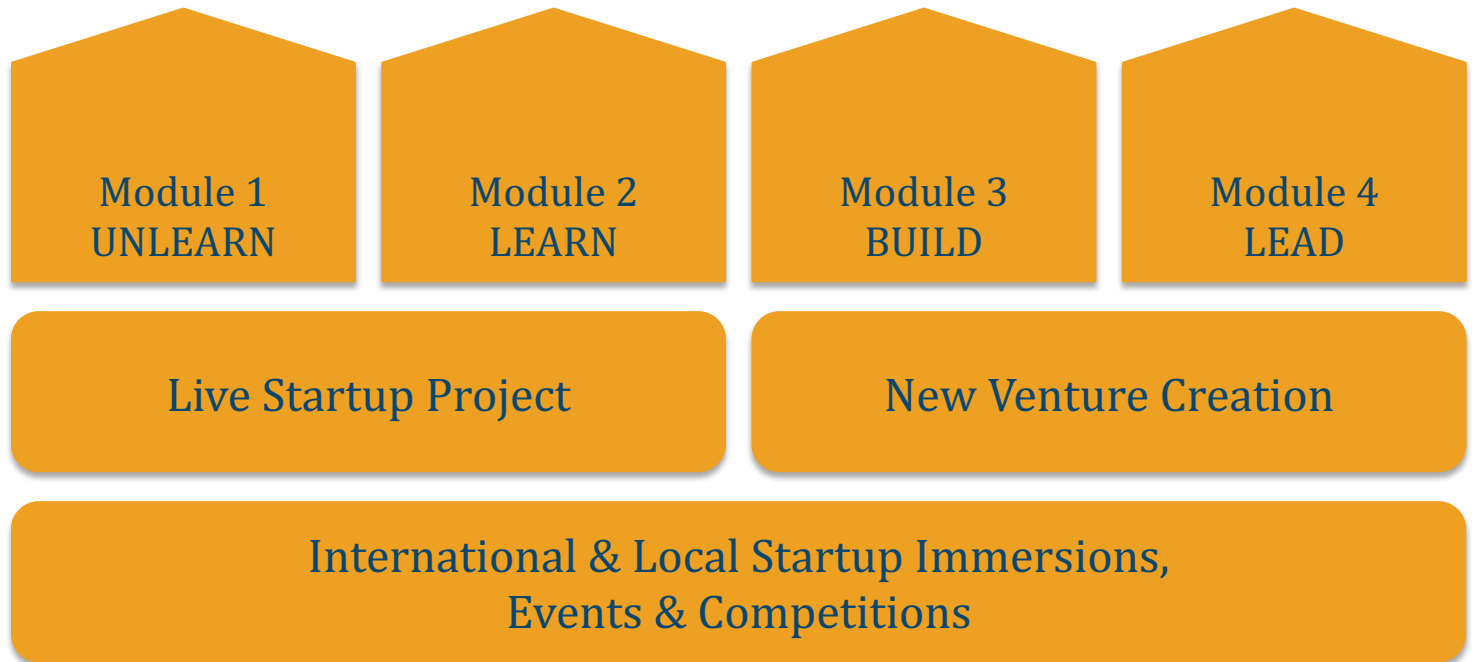 Module 1
UNLEARN
Module 2
LEARN
Module 3
BUILD
Module 4
LEAD
Live Startup Project
New Venture Creation
International & Local Startup Immersions,
Events & Competitions